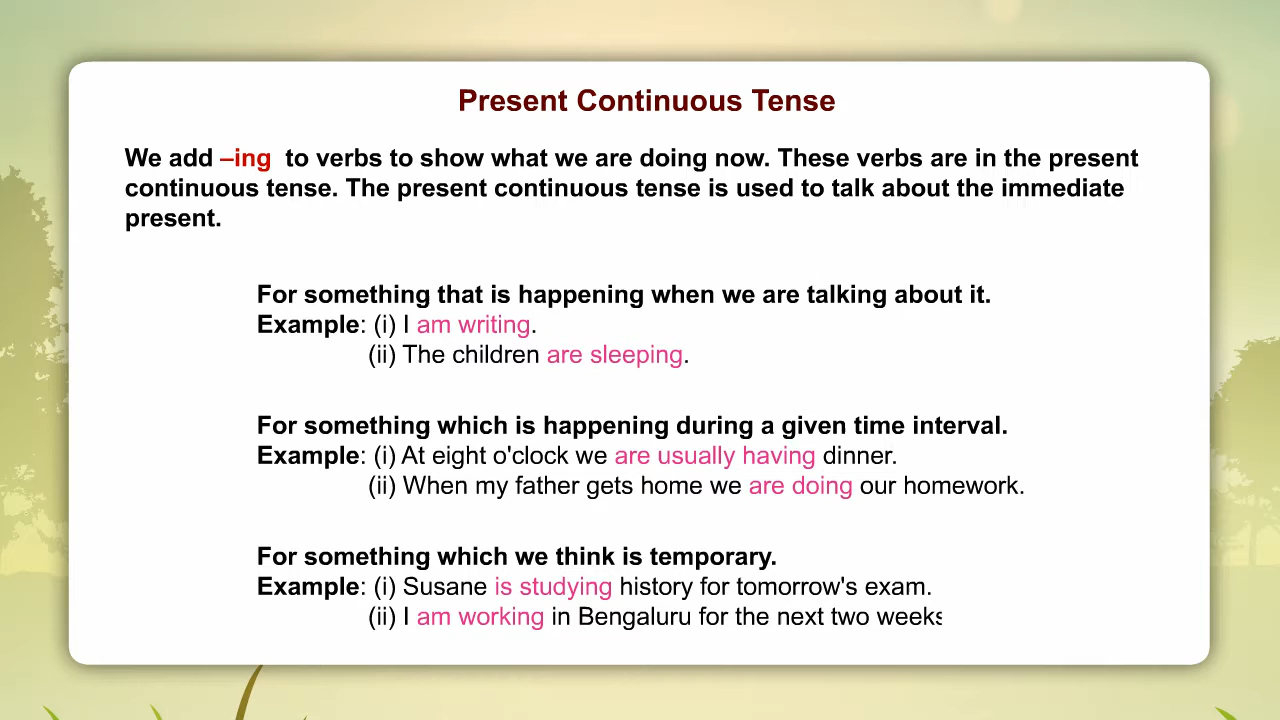 Present Continuous Tense
We add –ing to verbs to show what we are doing now. These verbs are in the present
continuous tense. The present continuous tense is used to talk about the immediate
present.
For something that is happening when we are talking about it.
Example: (i) I am writing.
(ii) The children are sleeping.
For something which is happening during a given time interval.
Example: (i) At eight o'clock we are usually having dinner.
(ii) When my father gets home we are doing our homework.
For something which we think is temporary.
Example: (i) Susane is studying history for tomorrow's exam.
(ii) I am working in Bengaluru for the next two weeks